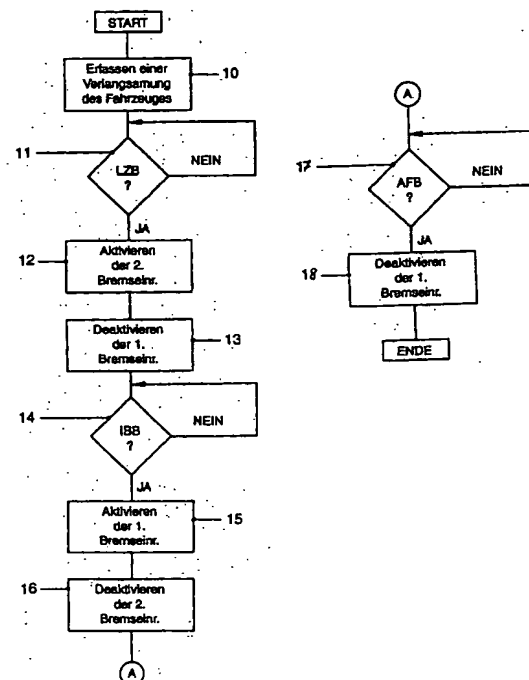 START
Erfassen einer
Verlangsamung
des Fahrzeuges
10
11
LZB
?
NEIN
JA
12
Aktivieren
der 2.
Bremseinr.
Deaktivieren
der 1.
Bremseinr.
13
14
IBB
?
NEIN
JA
Aktivieren
der 1.
Bremseinr.
15
16
Deaktivieren
der 2.
Bremseinr.
A
A
17
AFB
?
NEIN
JA
18
Deaktivieren
der 1.
Bremseinr.
ENDE